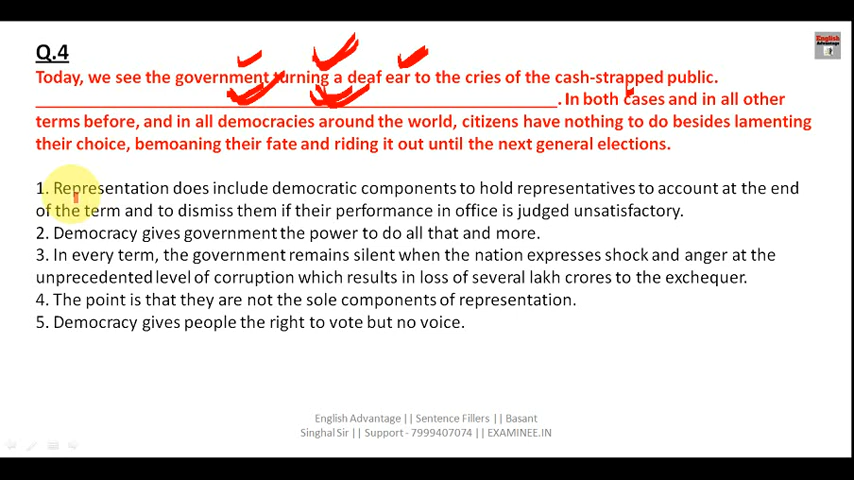 Q.4
English
Advantage
Today, we see the government turning a deaf ear to the cries of the cash-strapped public.
___________________________________________________________. In both cases and in all other
terms before, and in all democracies around the world, citizens have nothing to do besides lamenting
their choice, bemoaning their fate and riding it out until the next general elections.
1. Representation does include democratic components to hold representatives to account at the end
of the term and to dismiss them if their performance in office is judged unsatisfactory.
2. Democracy gives government the power to do all that and more.
3. In every term, the government remains silent when the nation expresses shock and anger at the
unprecedented level of corruption which results in loss of several lakh crores to the exchequer.
4. The point is that they are not the sole components of representation.
5. Democracy gives people the right to vote but no voice.
English Advantage || Sentence Fillers || Basant
Singhal Sir || Support - 7999407074 || EXAMINEE.IN